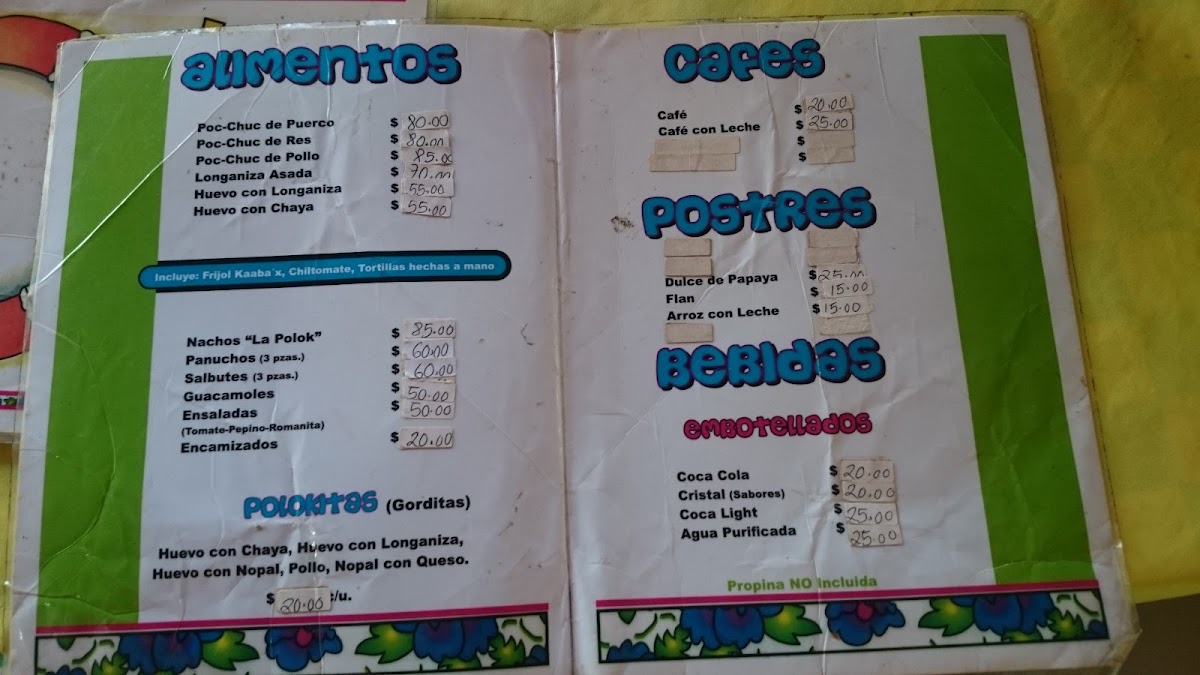 ALIMENTOS
Poc-Chuc de Puerco $ 80.00
Poc-Chuc de Res $ 80.00
Poc-Chuc de Pollo $ 85.00
Longaniza Asada $ 70.00
Huevo con Longaniza $ 55.00
Huevo con Chaya $ 55.00
Incluye: Frijol Kaaba´x, Chiltomate, Tortillas hechas a mano
Nachos “La Polok” $ 85.00
Panuchos (3 pzas.) $ 60.00
Salbutes (3 pzas.) $ 60.00
Guacamoles $ 50.00
Ensaladas $ 50.00
(Tomate-Pepino-Romanita)
Encamizados $ 20.00
POLOKITAS (Gorditas)
Huevo con Chaya, Huevo con Longaniza,
Huevo con Nopal, Pollo, Nopal con Queso.
$ 20.00 c/u.
CAFES
Café $ 20.00
Café con Leche $ 25.00
$
$
POSTRES
Dulce de Papaya $ 25.00
Flan $ 15.00
Arroz con Leche $ 15.00
BEBIDAS
EMBOTELLADOS
Coca Cola $ 20.00
Cristal (Sabores) $ 20.00
Coca Light $ 25.00
Agua Purificada $ 25.00
Propina NO Incluida